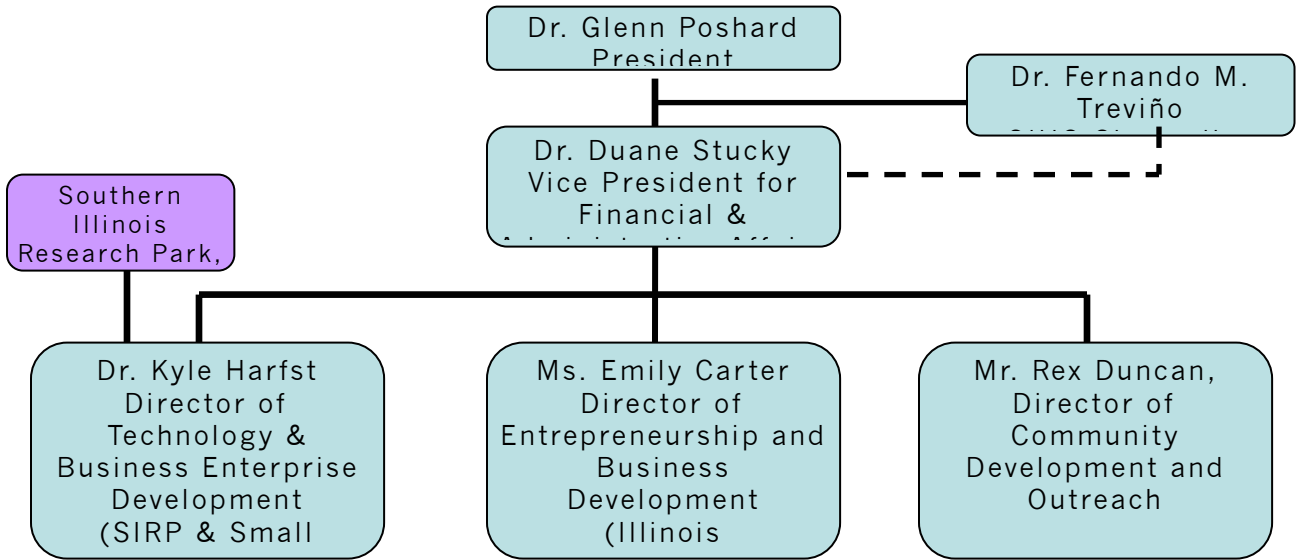 Dr. Glenn Poshard
President
Dr. Fernando M.
Treviño
Dr. Duane Stucky
Vice President for
Financial &
Southern
Illinois
Research Park,
Dr. Kyle Harfst
Director of
Technology &
Business Enterprise
Development
(SIRP & Small
Ms. Emily Carter
Director of
Entrepreneurship and
Business
Development
(Illinois
Mr. Rex Duncan,
Director of
Community
Development and
Outreach